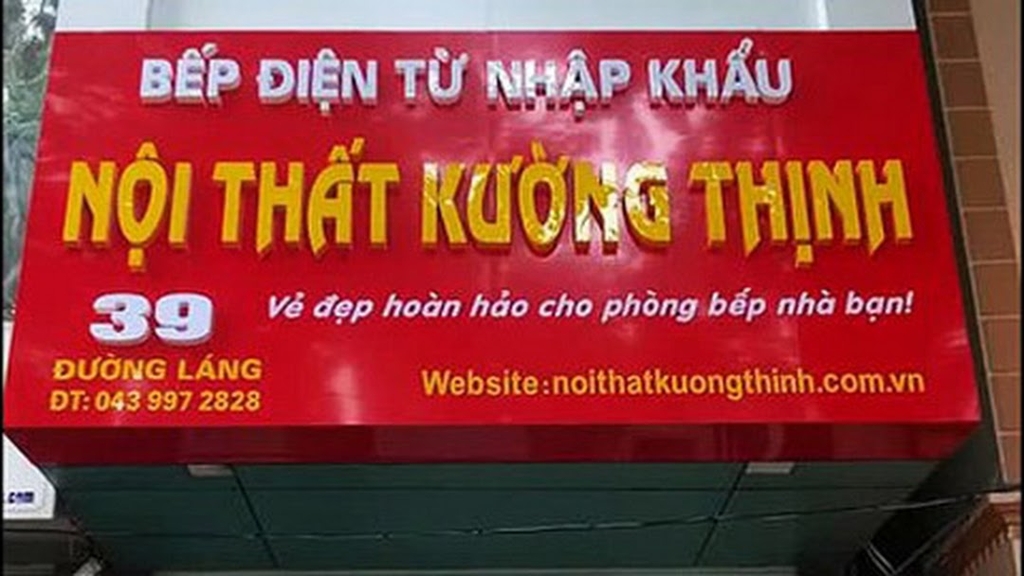 BẾP ĐIỆN TỪ NHẬP KHẨU
NỘI THẤT KƯỜNG THỊNH
39
ĐƯỜNG LÁNG
ĐT: 043 997 2828
Vẻ đẹp hoàn hảo cho phòng bếp nhà bạn!
Website:noithatkuongthinh.com.vn
.com